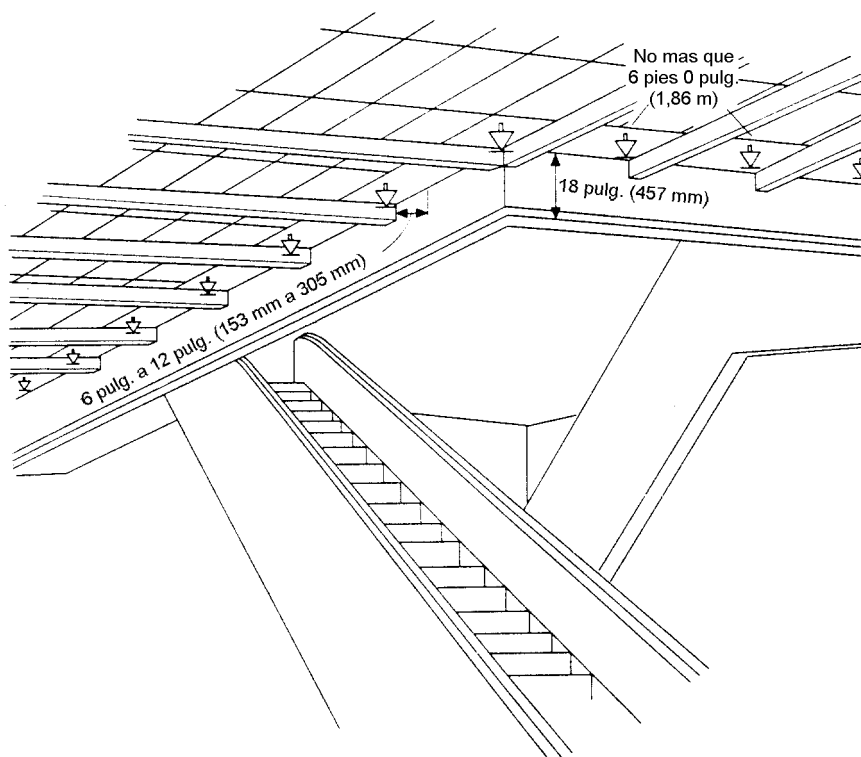 No mas que
6 pies 0 pulg.
(1,86 m)
18 pulg. (457 mm)
6 pulg. a 12 pulg. (153 mm a 305 mm)